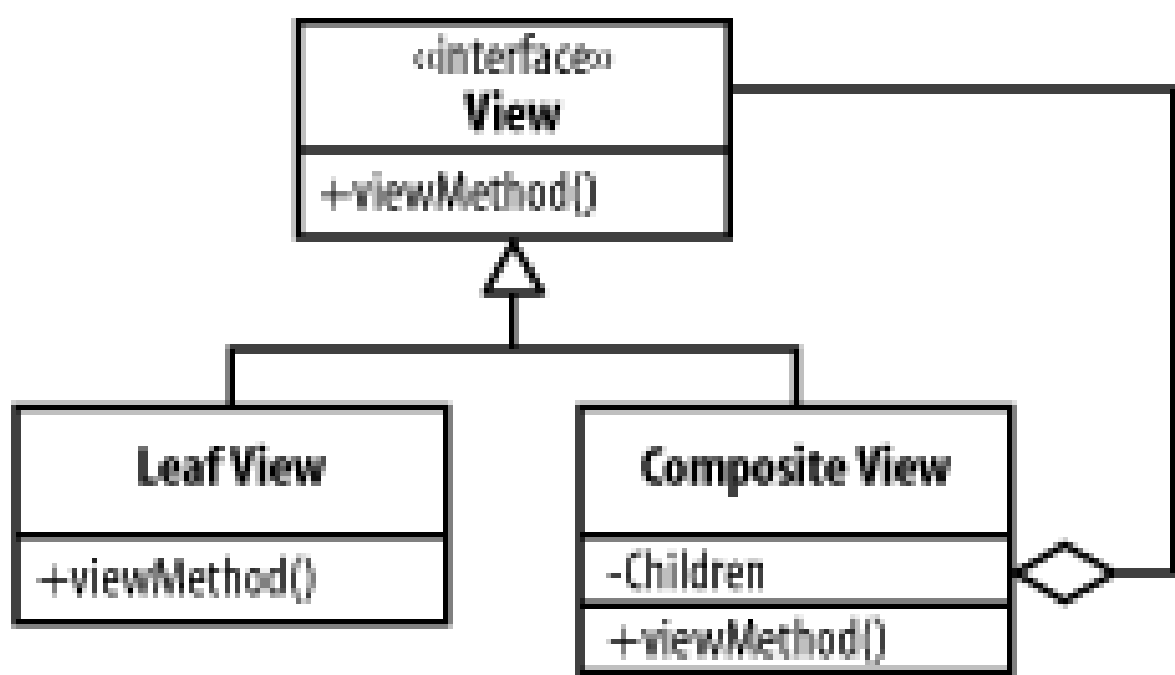 «interface»
View
+viewMethod()
Leaf View
+viewMethod()
Composite View
-Children
+viewMethod()